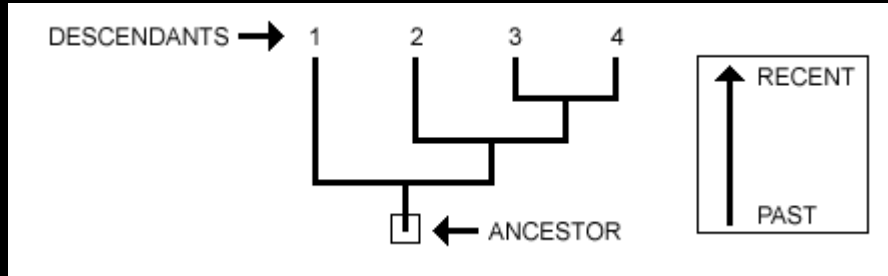 DESCENDANTS 1 2 3 4
RECENT
PAST
ANCESTOR